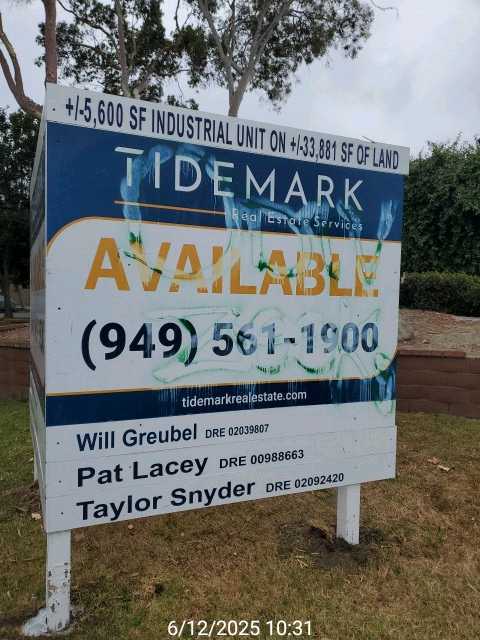 +/-5,600 SF INDUSTRIAL UNIT ON +/-33,881 SF OF LAND
TIDEMARK
Real Estate Services
AVAILABLE
(949) 561-1900
tidemarkrealestate.com
Will Greubel DRE 02039807
Pat Lacey DRE 00988663
Taylor Snyder DRE 02092420
6/12/2025 10:31